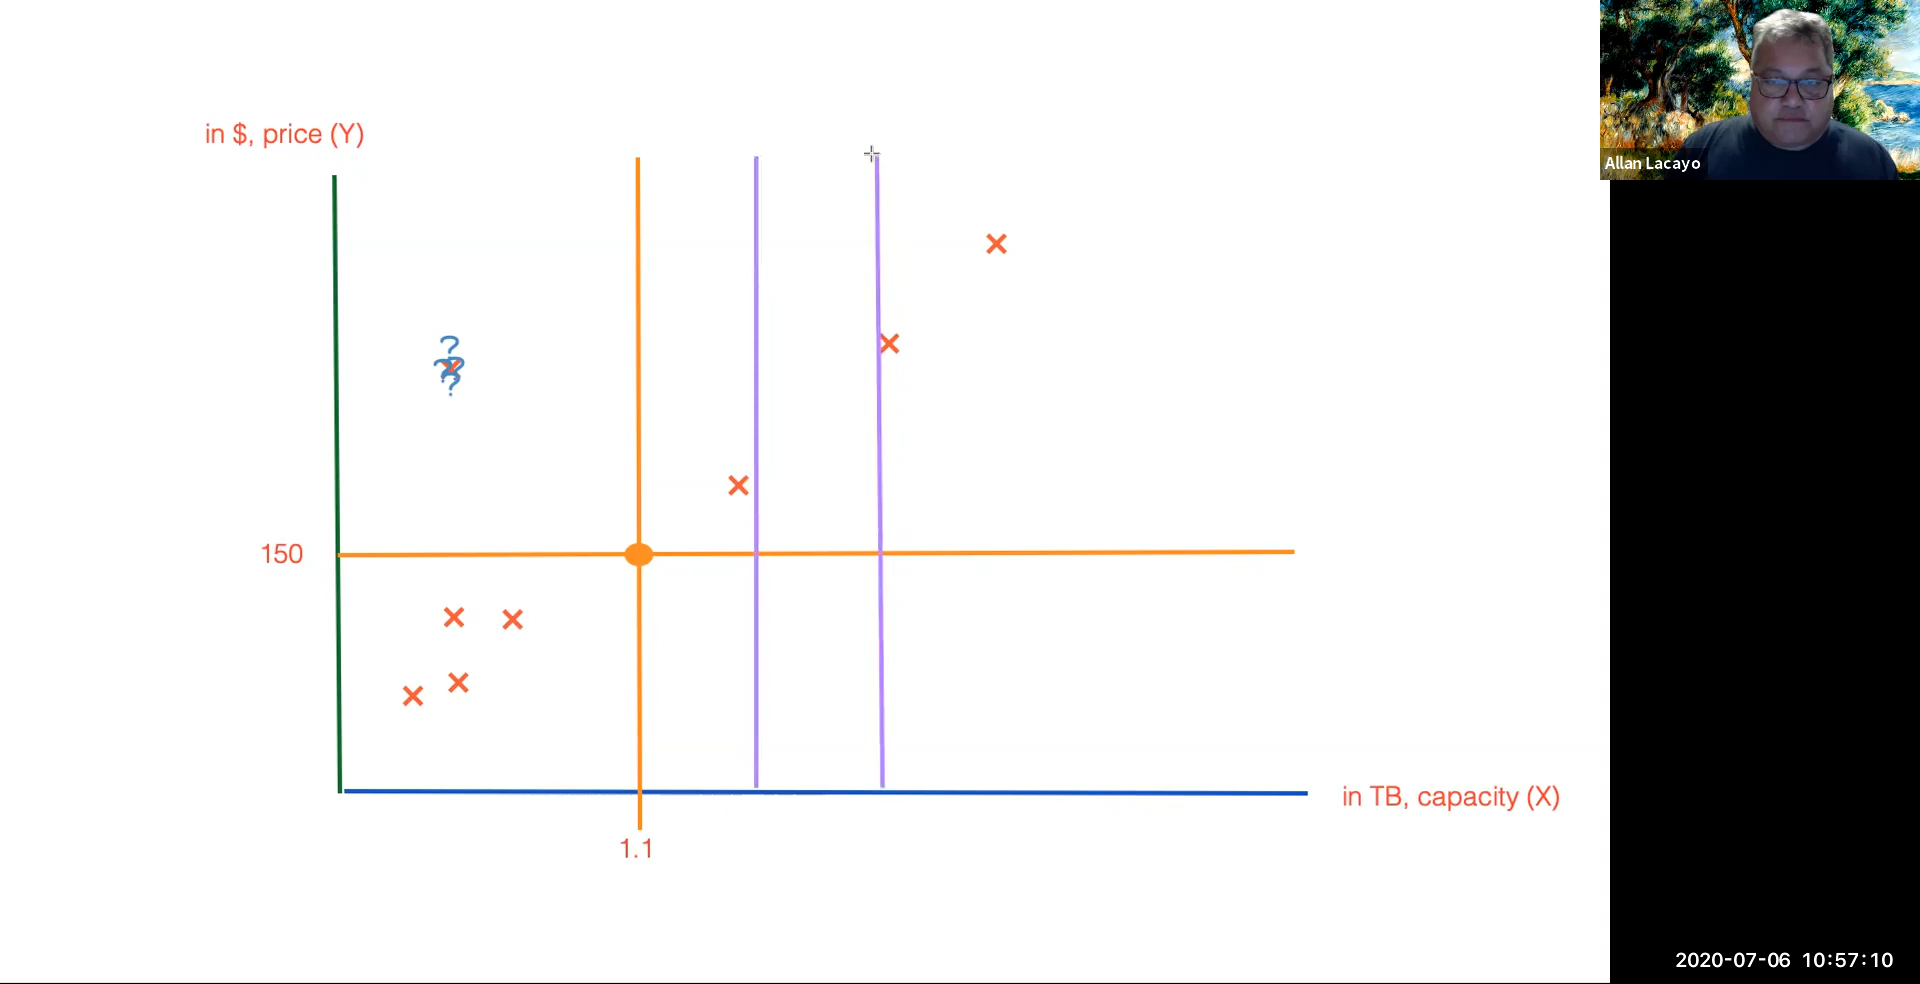 in $, price (Y)
Allan Lacayo
?
? ?
?
150
in TB, capacity (X)
1.1
2020-07-06 10:57:10